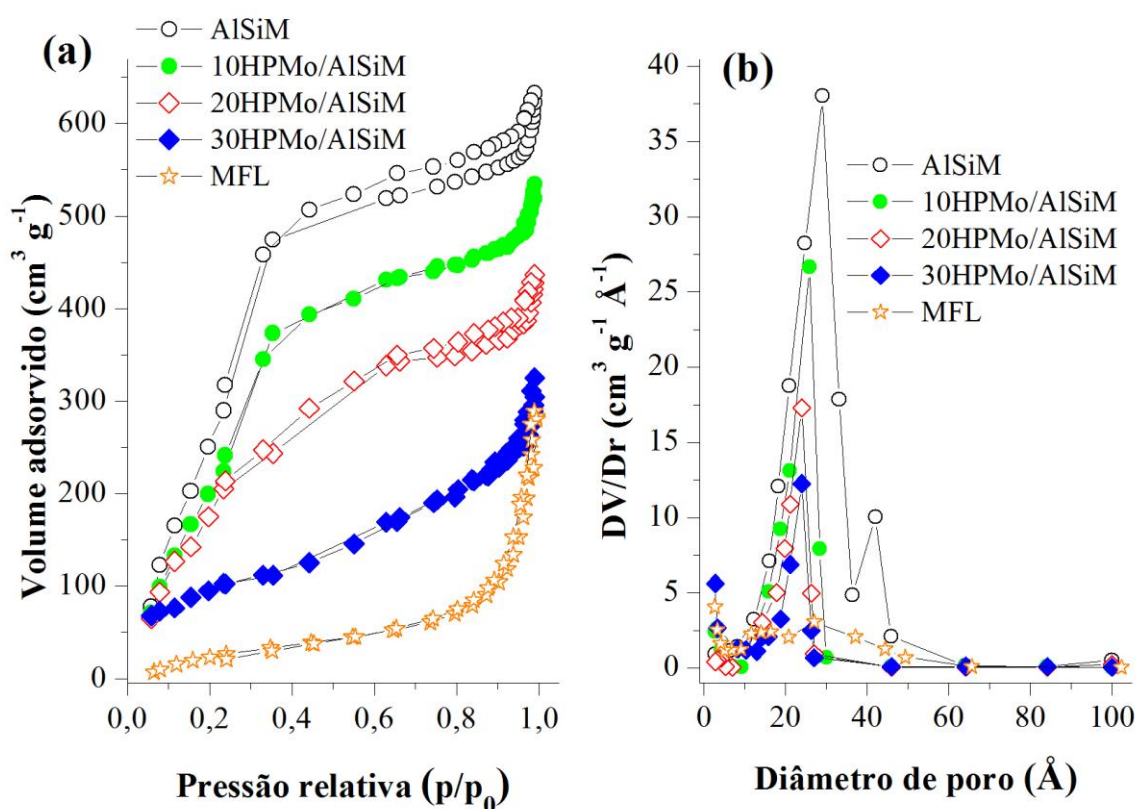 (a)
AlSiM
10HPMo/AlSiM
20HPMo/AlSiM
30HPMo/AlSiM
MFL
600
500
400
300
200
100
0
0,0 0,2 0,4 0,6 0,8 1,0
Volume adsorvido (cm³ g⁻¹)
Pressão relativa (p/p₀)
(b)
AlSiM
10HPMo/AlSiM
20HPMo/AlSiM
30HPMo/AlSiM
MFL
40
35
30
25
20
15
10
5
0
0 20 40 60 80 100
DV/Dr (cm³ g⁻¹ Å⁻¹)
Diâmetro de poro (Å)